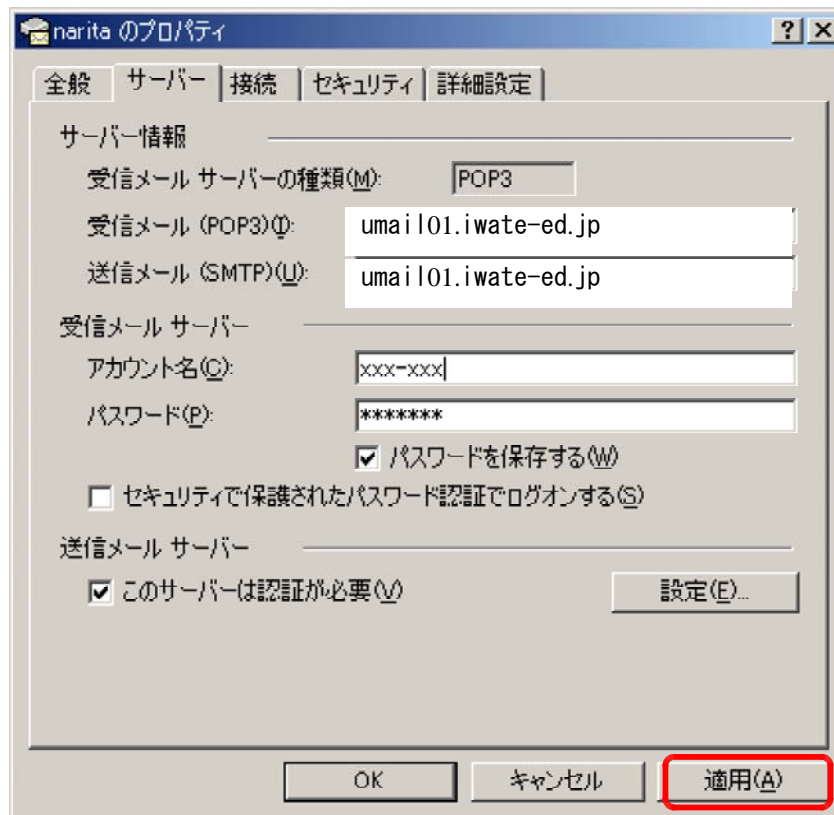 narita のプロパティ
全般 サーバー 接続 セキュリティ 詳細設定
サーバー情報
受信メール サーバーの種類(M): POP3
受信メール (POP3)(I): umail01.iwate-ed.jp
送信メール (SMTP)(U): umail01.iwate-ed.jp
受信メール サーバー
アカウント名(C): xxx-xxx
パスワード(P): *******
パスワードを保存する(W)
セキュリティで保護されたパスワード認証でログオンする(S)
送信メール サーバー
このサーバーは認証が必要(V) 設定(E)...
OK キャンセル 適用(A)